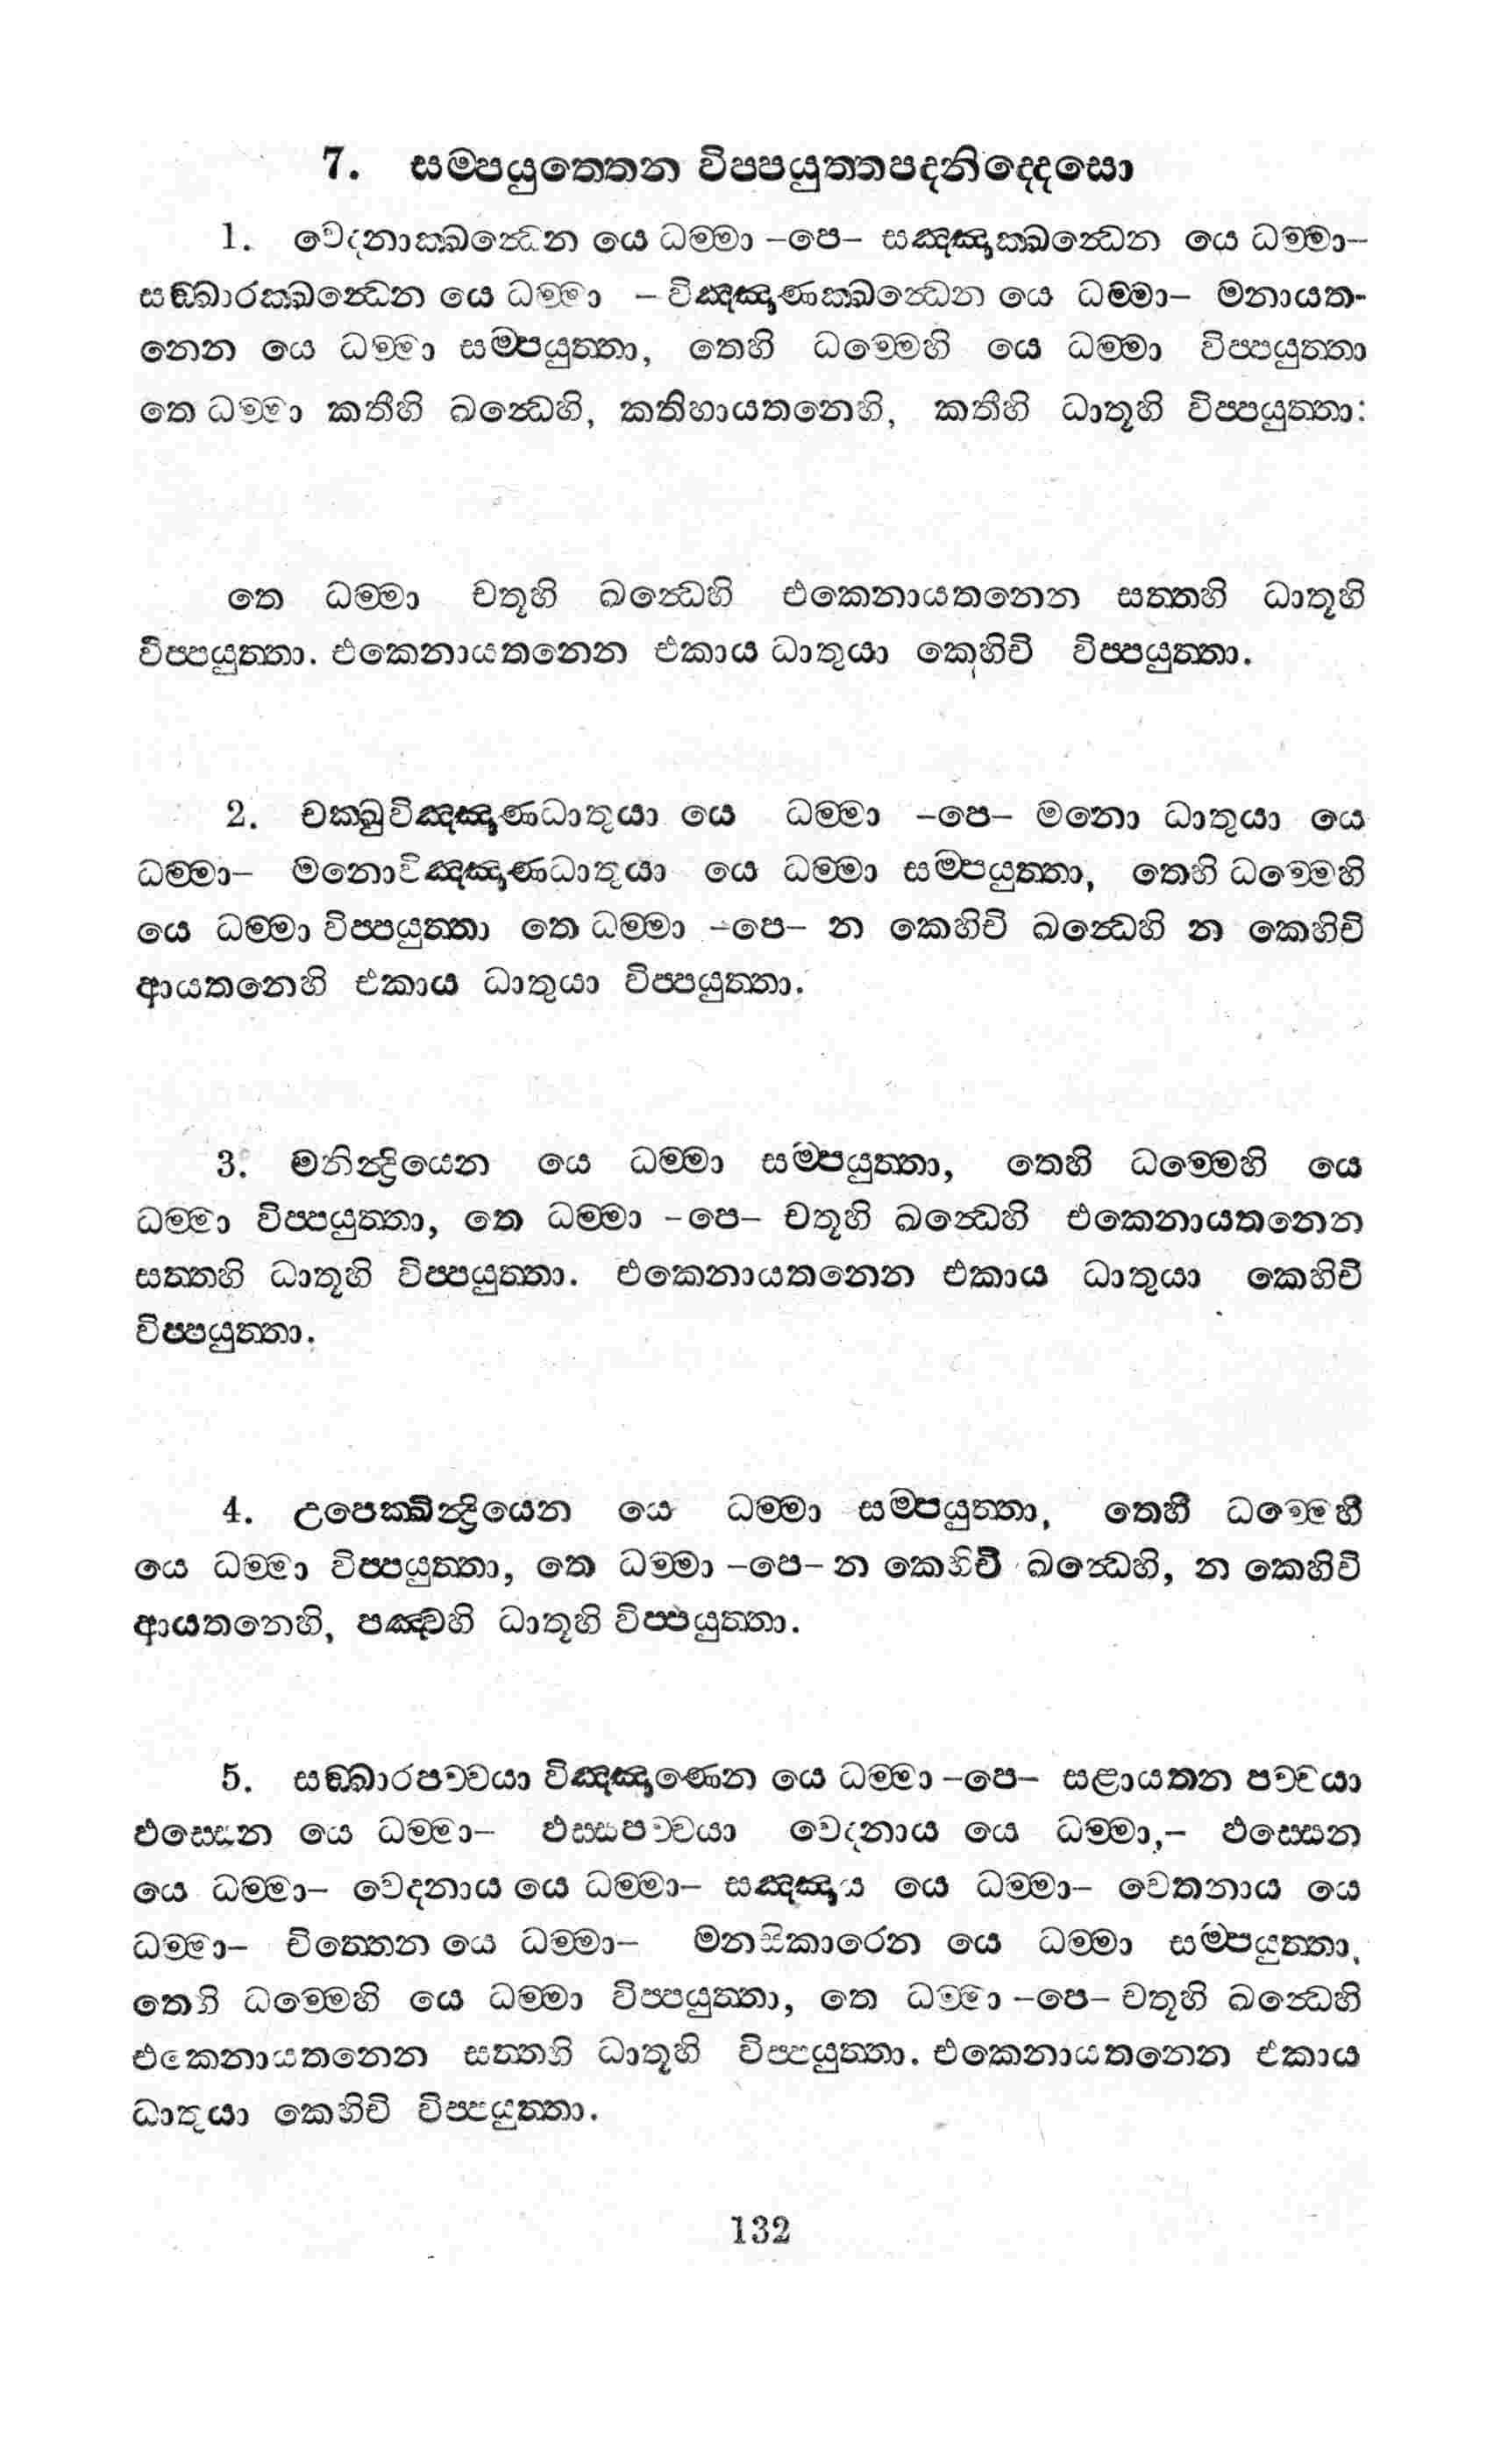 7. සම්පයුත්තෙන විප්පයුත්තපදනිද්දෙසො
1. වෙදනාක්ඛන්ධෙන යෙ ධම්මා –පෙ– සඤ්ඤාක්ඛන්ධෙන යෙ ධම්මා–
සඞ්ඛාරක්ඛන්ධෙන යෙ ධම්මා – විඤ්ඤාණක්ඛන්ධෙන යෙ ධම්මා– මනායත-
නෙන යෙ ධම්මා සම්පයුත්තා, තෙහි ධම්මෙහි යෙ ධම්මා විප්පයුත්තා
තෙ ධම්මා කතීහි ඛන්ධෙහි, කතිහායතනෙහි, කතීහි ධාතූහි විප්පයුත්තා:
තෙ ධම්මා චතූහි ඛන්ධෙහි එකෙනායතනෙන සත්තහි ධාතූහි
විප්පයුත්තා. එකෙනායතනෙන එකාය ධාතුයා කෙහිචි විප්පයුත්තා.
2. චක්ඛුවිඤ්ඤාණධාතුයා යෙ ධම්මා –පෙ– මනො ධාතුයා යෙ
ධම්මා– මනොවිඤ්ඤාණධාතුයා යෙ ධම්මා සම්පයුත්තා, තෙහි ධම්මෙහි
යෙ ධම්මා විප්පයුත්තා තෙ ධම්මා –පෙ– න කෙහිචි ඛන්ධෙහි න කෙහිචි
ආයතනෙහි එකාය ධාතුයා විප්පයුත්තා.
3. මනින්ද්‍රියෙන යෙ ධම්මා සම්පයුත්තා, තෙහි ධම්මෙහි යෙ
ධම්මා විප්පයුත්තා, තෙ ධම්මා –පෙ– චතූහි ඛන්ධෙහි එකෙනායතනෙන
සත්තහි ධාතූහි විප්පයුත්තා. එකෙනායතනෙන එකාය ධාතුයා කෙහිචි
විප්පයුත්තා.
4. උපෙක්ඛින්ද්‍රියෙන යෙ ධම්මා සම්පයුත්තා, තෙහී ධම්මෙහී
යෙ ධම්මා විප්පයුත්තා, තෙ ධම්මා –පෙ– න කෙහිචි ඛන්ධෙහි, න කෙහිවි
ආයතනෙහි, පඤ්චහි ධාතූහි විප්පයුත්තා.
5. සඞ්ඛාරපච්චයා විඤ්ඤාණෙන යෙ ධම්මා –පෙ– සළායතන පච්චයා
ඵස්සෙන යෙ ධම්මා– ඵස්සපච්චයා වෙදනාය යෙ ධම්මා,– ඵස්සෙන
යෙ ධම්මා– වෙදනාය යෙ ධම්මා– සඤ්ඤාය යෙ ධම්මා– චෙතනාය යෙ
ධම්මා– චිත්තෙන යෙ ධම්මා– මනසිකාරෙන යෙ ධම්මා සම්පයුත්තා,
තෙහි ධම්මෙහි යෙ ධම්මා විප්පයුත්තා, තෙ ධම්මා –පෙ– චතූහි ඛන්ධෙහි
එකෙනායතනෙන සත්තහි ධාතූහි විප්පයුත්තා. එකෙනායතනෙන එකාය
ධාතුයා කෙහිචි විප්පයුත්තා.
132